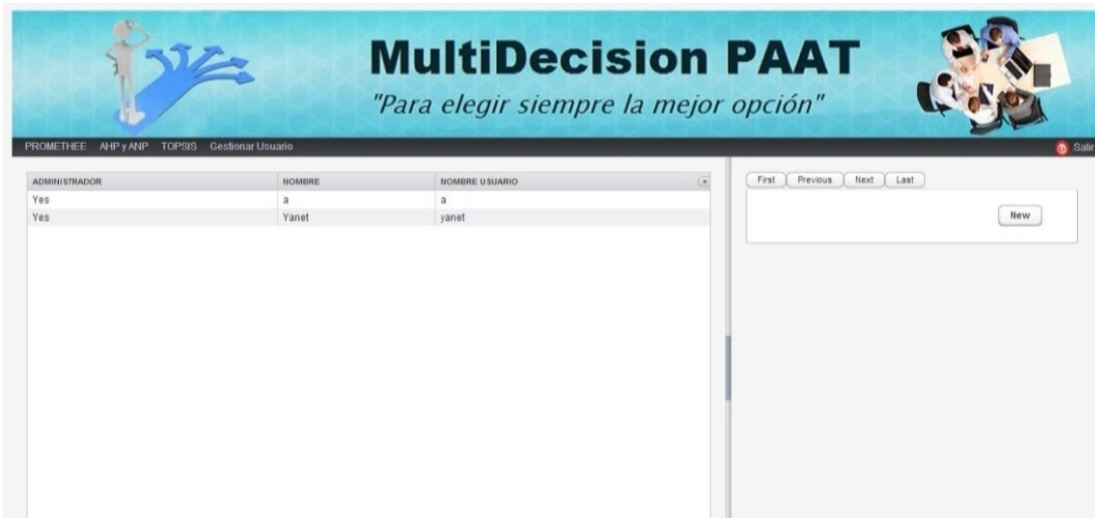 MultiDecision PAAT
"Para elegir siempre la mejor opción"
PROMETHEE AHP y ANP TOPSIS Gestionar Usuario Salir
ADMINISTRADOR NOMBRE NOMBRE USUARIO
Yes a a
Yes Yanet yanet
First Previous Next Last
New